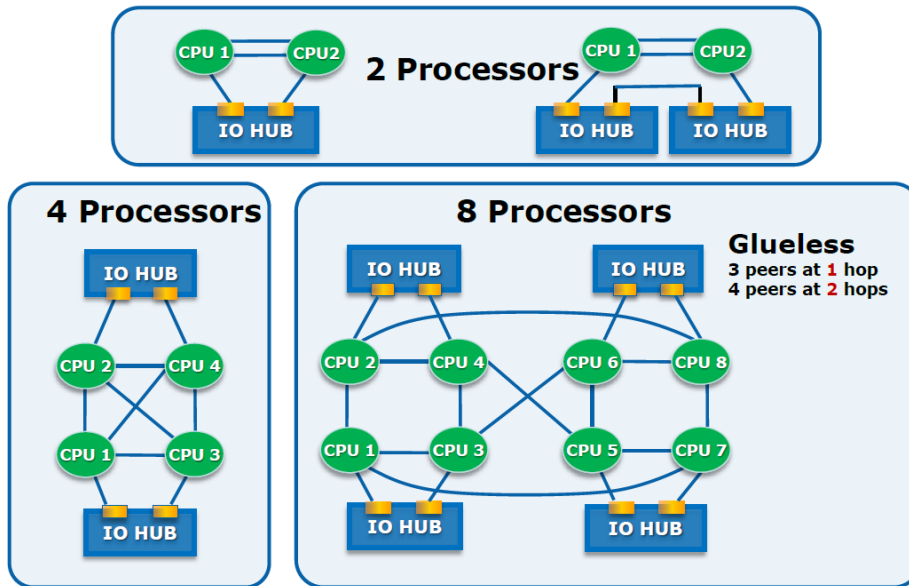 CPU 1
CPU2
CPU 1
CPU2
2 Processors
IO HUB
IO HUB
IO HUB
4 Processors
IO HUB
CPU 2
CPU 4
CPU 1
CPU 3
IO HUB
8 Processors
Glueless
3 peers at 1 hop
4 peers at 2 hops
IO HUB
IO HUB
CPU 2
CPU 4
CPU 6
CPU 8
CPU 1
CPU 3
CPU 5
CPU 7
IO HUB
IO HUB